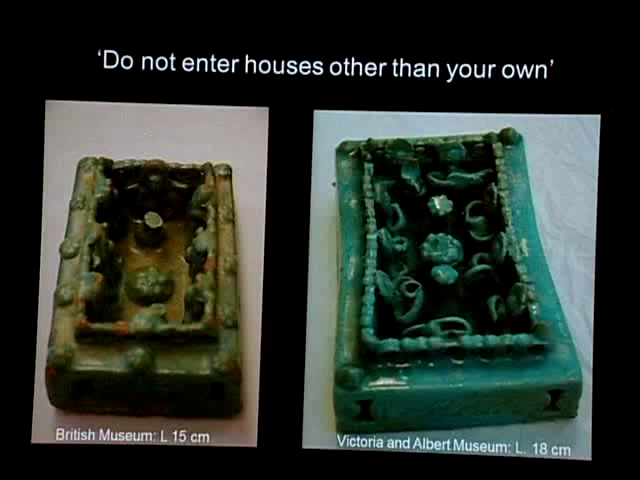 ‘Do not enter houses other than your own’
British Museum: L 15 cm
Victoria and Albert Museum: L. 18 cm